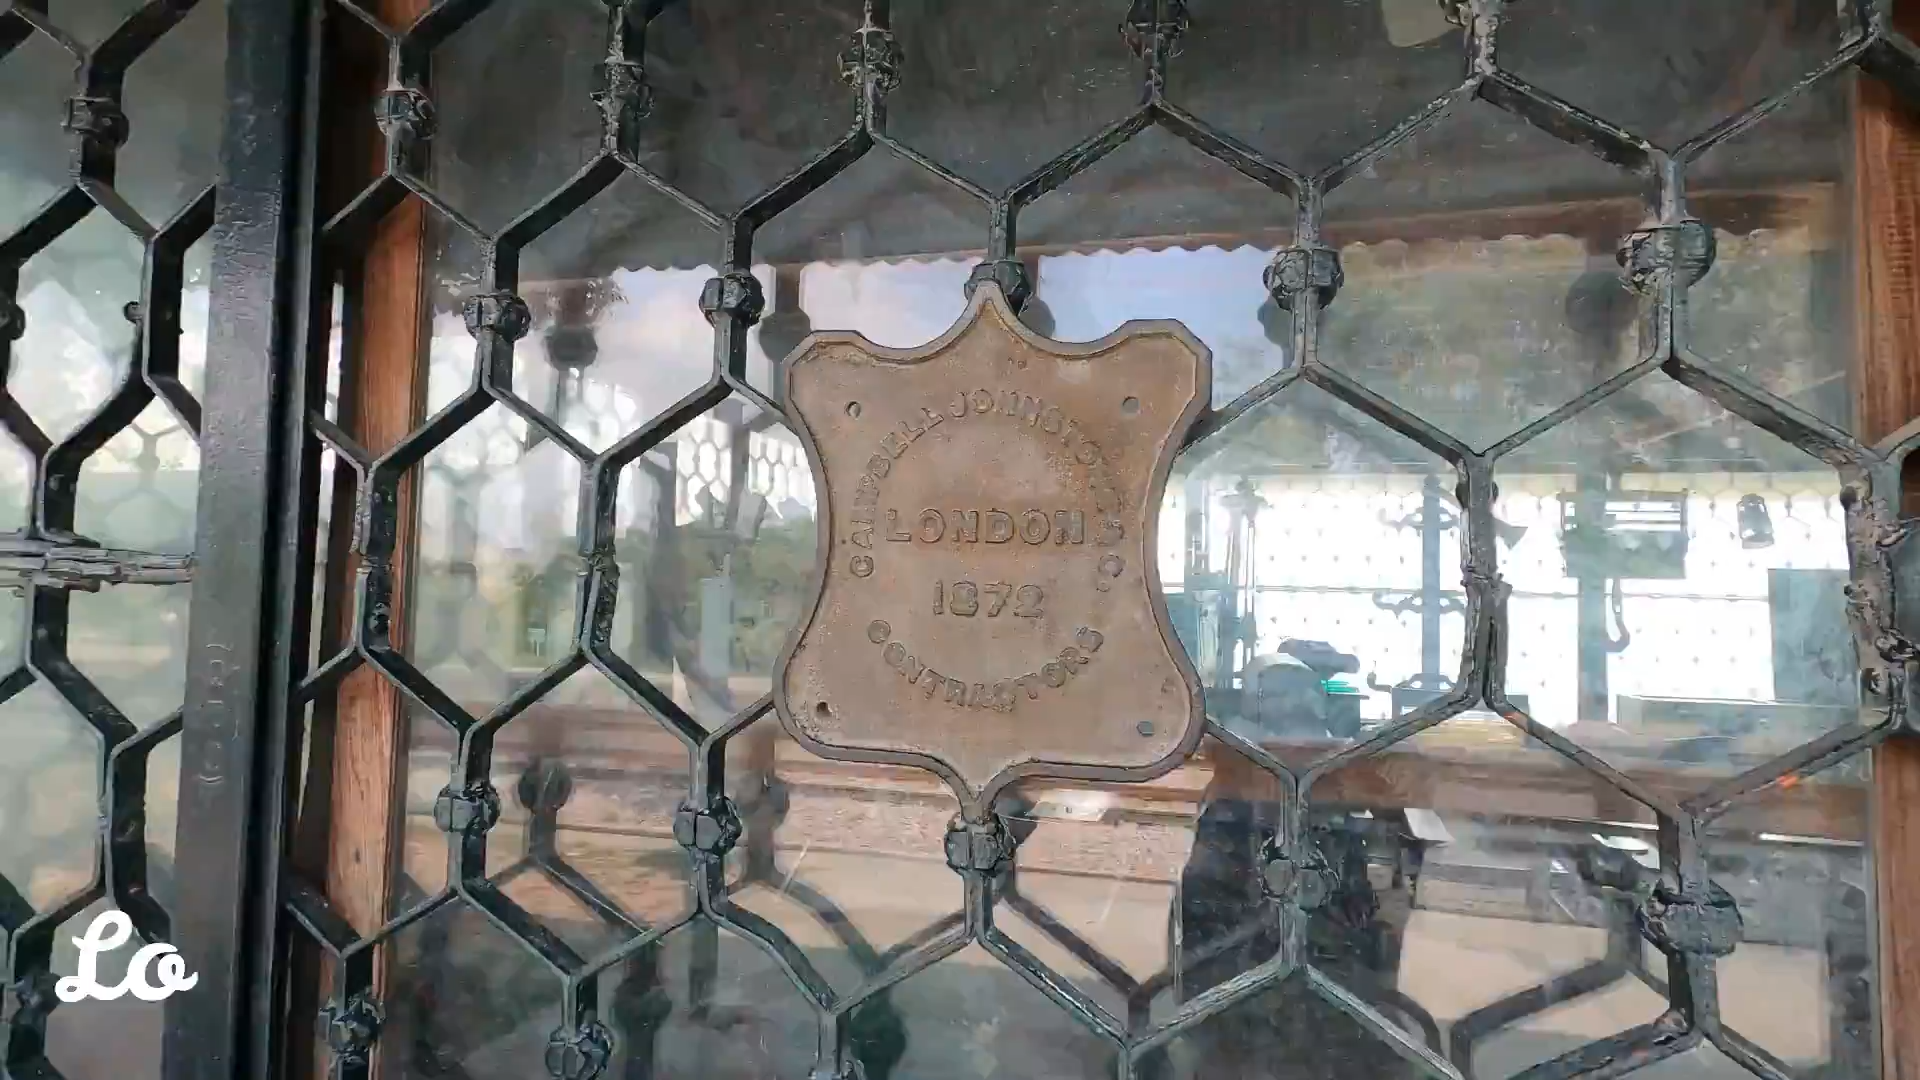 CAMPBELL JOHNSTONE & CO
LONDON
1872
CONTRACTORS
Lo